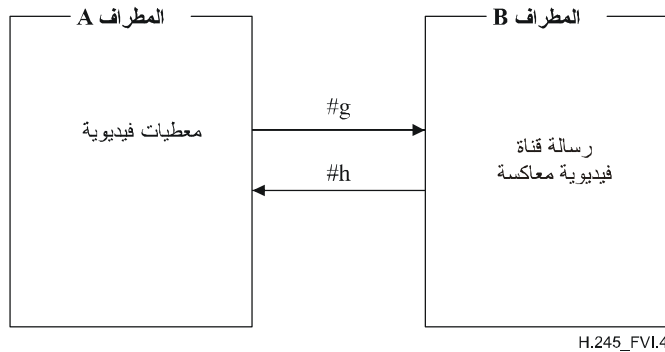 المطراف A
المطراف B
معطيات فيديوية
#g
#h
رسالة قناة
فيديوية معاكسة
H.245_FVI.4